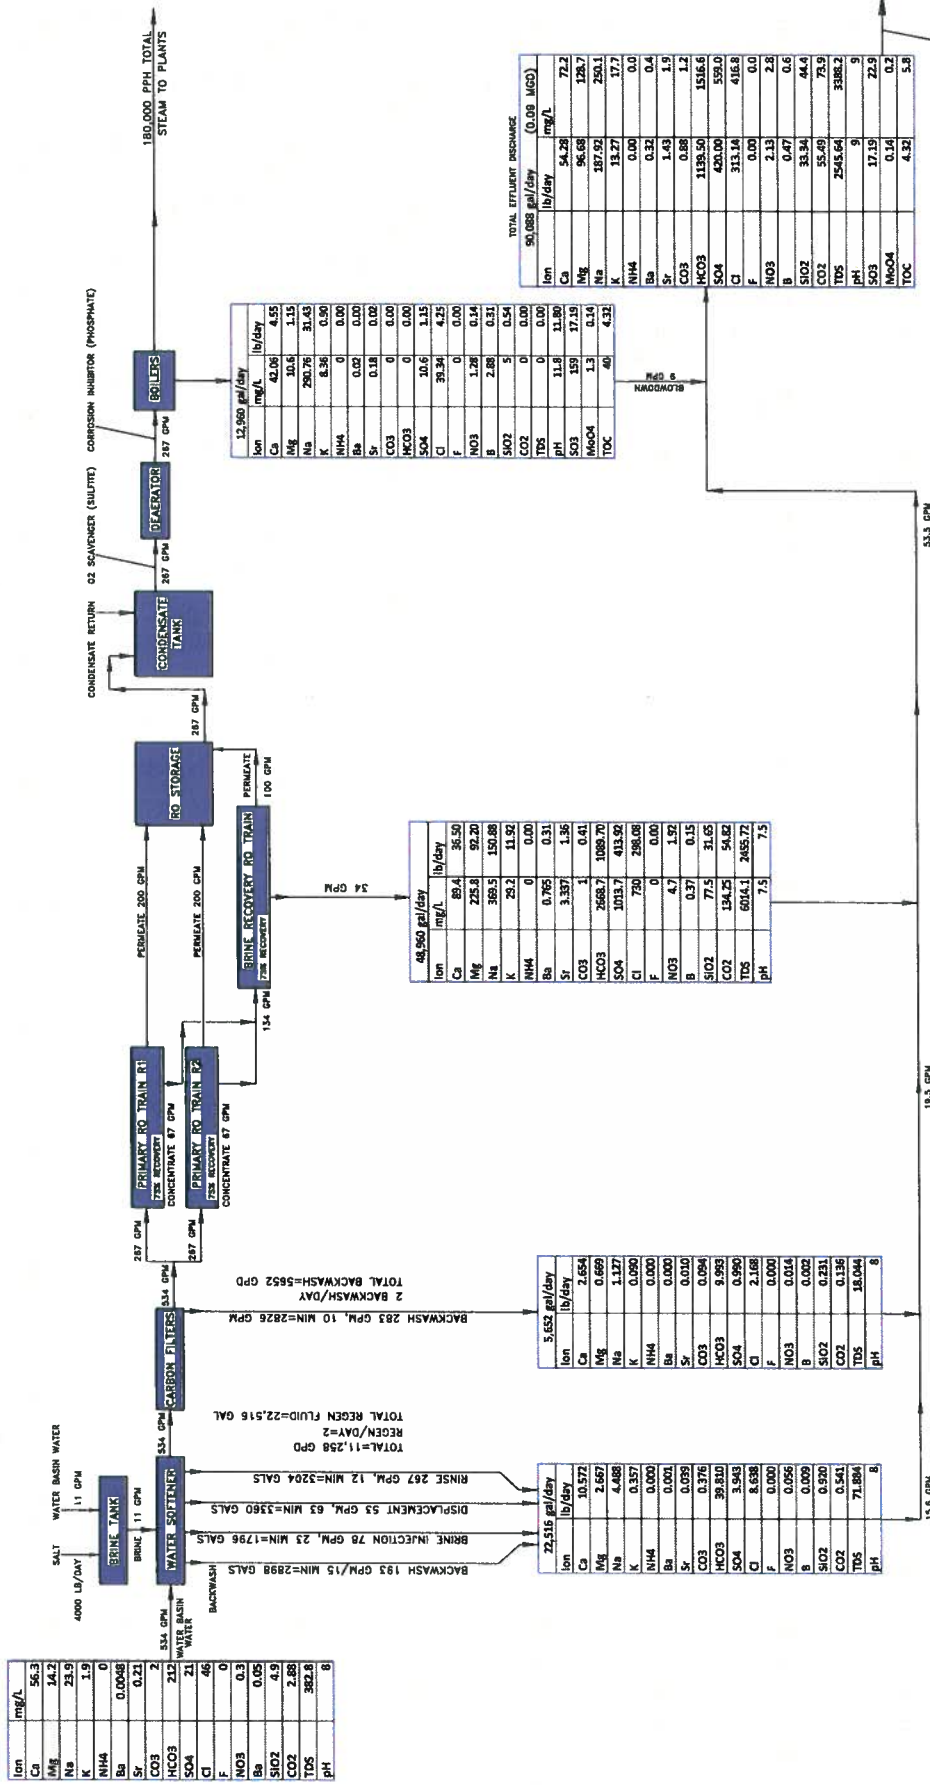 Ion mg/L
Ca 56.3
Mg 14.2
Na 23.9
K 1.9
NH4 0
Ba 0.0048
Sr 0.21
CO3 2
HCO3 212
SO4 21
Cl 46
F 0
NO3 0.3
Ba 0.05
SiO2 4.9
CO2 2.88
TDS 382.8
pH 8
534 GPM
WATER BASIN
WATER
SALT
4000 LB/DAY
WATER BASIN WATER
11 GPM
BRINE TANK
BRINE 11 GPM
WATER SOFTENER
534 GPM
CARBON FILTERS
534 GPM
BACKWASH
BACKWASH 193 GPM/15 MIN=2898 GALS
BRINE INJECTION 78 GPM, 23 MIN=1796 GALS
DISPLACEMENT 53 GPM, 63 MIN=3360 GALS
RINSE 267 GPM, 12 MIN=3204 GALS
TOTAL=11,258 GPD
REGEN/DAY=2
TOTAL REGEN FLUID=22,516 GAL
BACKWASH 283 GPM, 10 MIN=2826 GPM
2 BACKWASH/DAY
TOTAL BACKWASH=5652 GPD
22,516 gal/day
Ion lb/day
Ca 10.572
Mg 2.667
Na 4.488
K 0.357
NH4 0.000
Ba 0.001
Sr 0.039
CO3 0.376
HCO3 39.810
SO4 3.943
Cl 8.638
F 0.000
NO3 0.056
B 0.009
SiO2 0.920
CO2 0.541
TDS 71.884
pH 8
15.6 GPM
5,652 gal/day
Ion lb/day
Ca 2.654
Mg 0.669
Na 1.127
K 0.090
NH4 0.000
Ba 0.000
Sr 0.010
CO3 0.094
HCO3 9.993
SO4 0.990
Cl 2.168
F 0.000
NO3 0.014
B 0.002
SiO2 0.231
CO2 0.136
TDS 18.044
pH 8
19.5 GPM
267 GPM
267 GPM
PRIMARY RO TRAIN R1
75% RECOVERY
CONCENTRATE 67 GPM
PRIMARY RO TRAIN R2
75% RECOVERY
CONCENTRATE 67 GPM
PERMEATE 200 GPM
PERMEATE 200 GPM
134 GPM
BRINE RECOVERY RO TRAIN
75% RECOVERY
PERMEATE
100 GPM
34 GPM
48,960 gal/day
Ion mg/L lb/day
Ca 89.4 36.50
Mg 225.8 92.20
Na 369.5 150.88
K 29.2 11.92
NH4 0 0.00
Ba 0.765 0.31
Sr 3.337 1.36
CO3 1 0.41
HCO3 2668.7 1089.70
SO4 1013.7 413.92
Cl 730 298.08
F 0 0.00
NO3 4.7 1.92
B 0.37 0.15
SiO2 77.5 31.65
CO2 134.25 54.82
TDS 6014.1 2455.72
pH 7.5 7.5
53.5 GPM
RO STORAGE
267 GPM
CONDENSATE RETURN
CONDENSATE
TANK
O2 SCAVENGER (SULFITE)
267 GPM
DEAERATOR
CORROSION INHIBITOR (PHOSPHATE)
267 GPM
BOILERS
180,000 PPH TOTAL
STEAM TO PLANTS
12,960 gal/day
Ion mg/L lb/day
Ca 42.06 4.55
Mg 10.6 1.15
Na 290.76 31.43
K 8.36 0.90
NH4 0 0.00
Ba 0.02 0.00
Sr 0.18 0.02
CO3 0 0.00
HCO3 0 0.00
SO4 10.6 1.15
Cl 39.34 4.25
F 0 0.00
NO3 1.28 0.14
B 2.88 0.31
SiO2 5 0.54
CO2 0 0.00
TDS 0 0.00
pH 11.8 11.80
SO3 159 17.19
MoO4 1.3 0.14
TOC 40 4.32
BLOWDOWN
9 GPM
TOTAL EFFLUENT DISCHARGE
90,088 gal/day (0.09 MGD)
Ion lb/day mg/L
Ca 54.28 72.2
Mg 96.68 128.7
Na 187.92 250.1
K 13.27 17.7
NH4 0.00 0.0
Ba 0.32 0.4
Sr 1.43 1.9
CO3 0.88 1.2
HCO3 1139.50 1516.6
SO4 420.00 559.0
Cl 313.14 416.8
F 0.00 0.0
NO3 2.13 2.8
B 0.47 0.6
SiO2 33.34 44.4
CO2 55.49 73.9
TDS 2545.64 3388.2
pH 9 9
SO3 17.19 22.9
MoO4 0.14 0.2
TOC 4.32 5.8